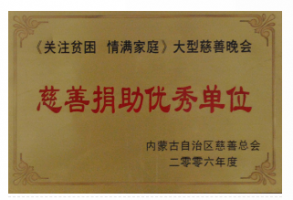 《关注贫困 情满家庭》大型慈善晚会
慈善捐助优秀单位
内蒙古自治区慈善总会
二零零六年度